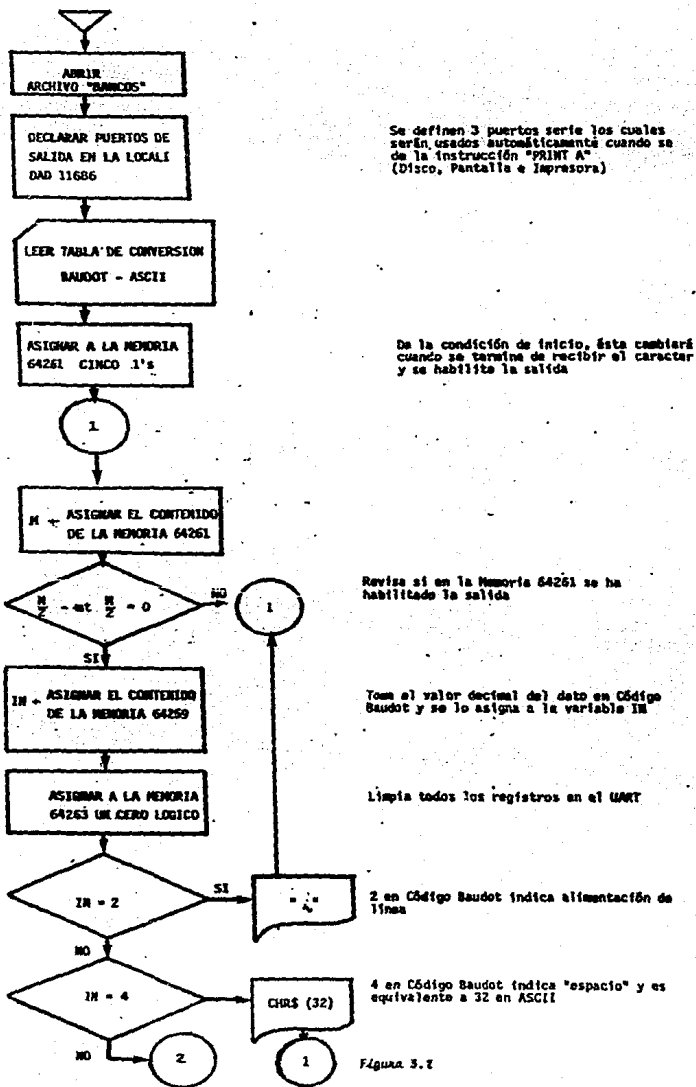 ABRIR
ARCHIVO "BANCOS"
DECLARAR PUERTOS DE
SALIDA EN LA LOCALI
DAD 11686
Se definen 3 puertos serie los cuales
serán usados automáticamente cuando se
de la instrucción "PRINT A"
(Disco, Pantalla e Impresora)
LEER TABLA DE CONVERSION
BAUDOT - ASCII
ASIGNAR A LA MEMORIA
64261 CINCO 1's
Da la condición de inicio, ésta cambiará
cuando se termine de recibir el caracter
y se habilite la salida
1
M ← ASIGNAR EL CONTENIDO
DE LA MEMORIA 64261
M/2 - int M/2 = 0
NO
1
Revisa si en la Memoria 64261 se ha
habilitado la salida
SI
IN ← ASIGNAR EL CONTENIDO
DE LA MEMORIA 64269
Toma el valor decimal del dato en Código
Baudot y se lo asigna a la variable IN
ASIGNAR A LA MEMORIA
64263 UN CERO LOGICO
Limpia todos los registros en el UART
IN = 2
SI
2 en Código Baudot indica alimentación de
línea
NO
IN = 4
CHR$ (32)
4 en Código Baudot indica "espacio" y es
equivalente a 32 en ASCII
NO
2
1
Figura 3.2